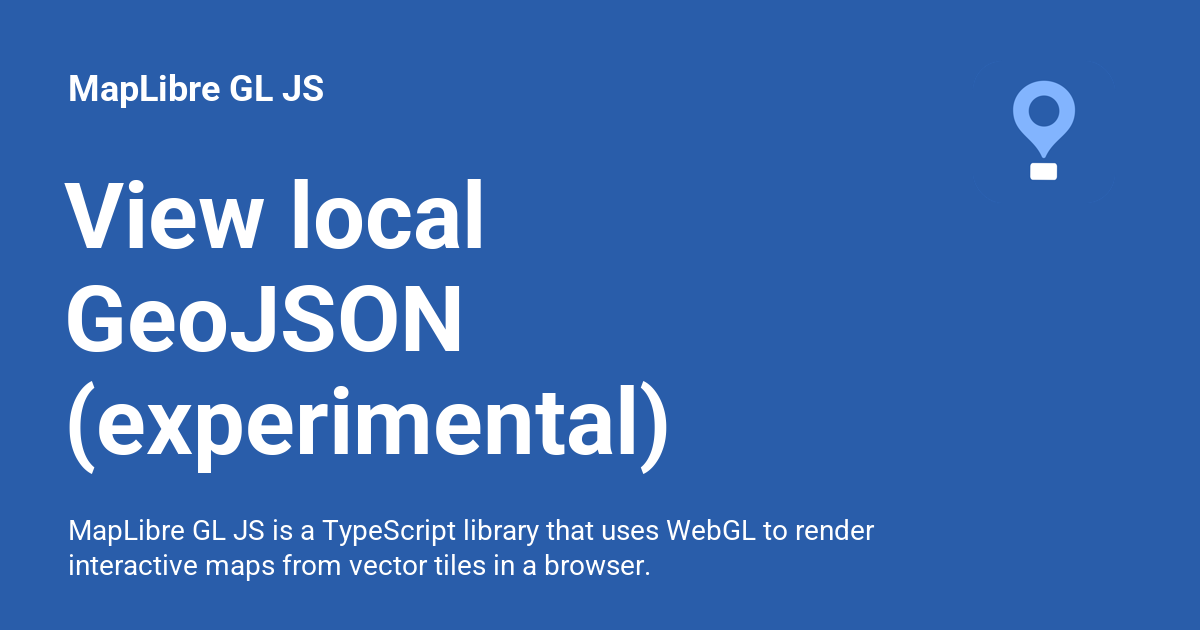 MapLibre GL JS
View local
GeoJSON
(experimental)
MapLibre GL JS is a TypeScript library that uses WebGL to render
interactive maps from vector tiles in a browser.